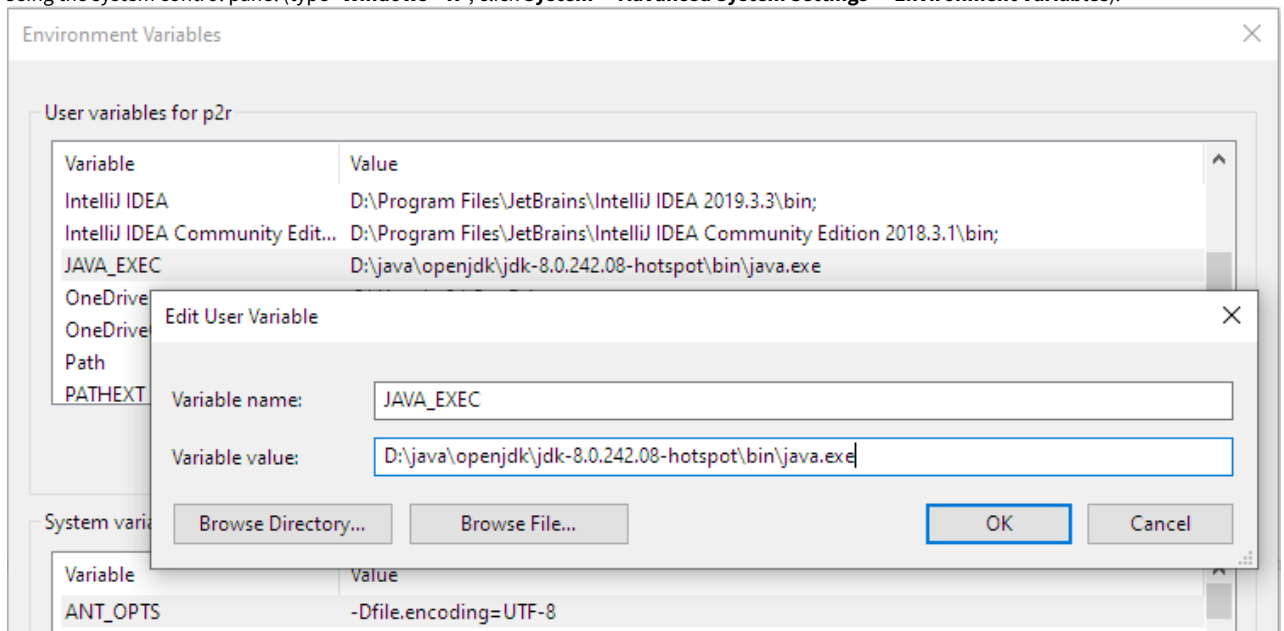 Environment Variables
User variables for p2r
Variable Value
IntelliJ IDEA D:\Program Files\JetBrains\IntelliJ IDEA 2019.3.3\bin;
IntelliJ IDEA Community Edit... D:\Program Files\JetBrains\IntelliJ IDEA Community Edition 2018.3.1\bin;
JAVA_EXEC D:\java\openjdk\jdk-8.0.242.08-hotspot\bin\java.exe
OneDrive
OneDrive
Path
PATHEXT
Edit User Variable
Variable name: JAVA_EXEC
Variable value: D:\java\openjdk\jdk-8.0.242.08-hotspot\bin\java.exe
Browse Directory... Browse File... OK Cancel
System varia
Variable Value
ANT_OPTS -Dfile.encoding=UTF-8